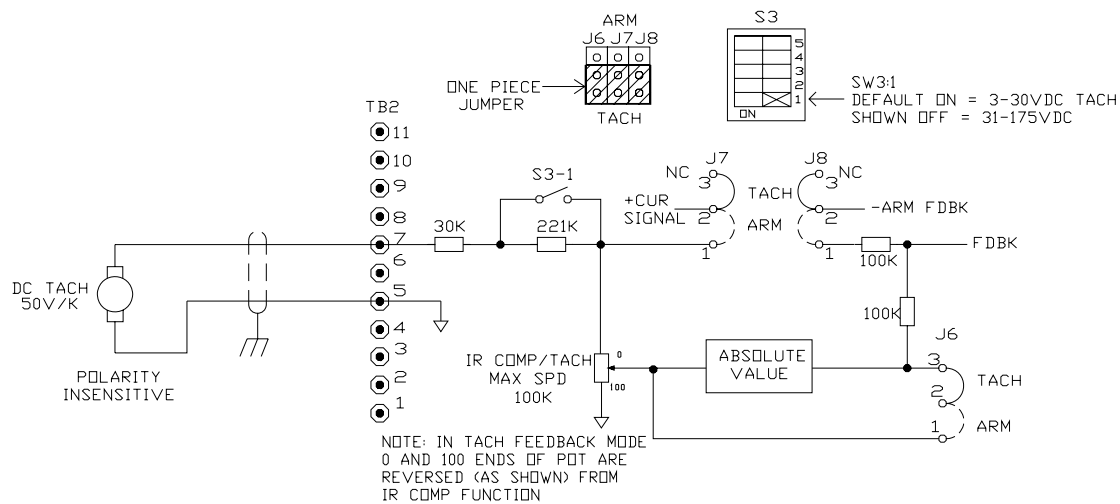 ARM
J6 J7 J8
ONE PIECE
JUMPER
TACH
S3
5
4
3
2
1
ON
SW3:1
DEFAULT ON = 3-30VDC TACH
SHOWN OFF = 31-175VDC
TB2
11
10
9
8
7
6
5
4
3
2
1
DC TACH
50V/K
POLARITY
INSENSITIVE
30K
S3-1
221K
+CUR
SIGNAL
NC
J7
3
2
1
TACH
ARM
J8
NC
3
2
1
-ARM FDBK
100K
FDBK
100K
IR COMP/TACH
MAX SPD
100K
0
100
ABSOLUTE
VALUE
J6
3
2
1
TACH
ARM
NOTE: IN TACH FEEDBACK MODE
0 AND 100 ENDS OF POT ARE
REVERSED (AS SHOWN) FROM
IR COMP FUNCTION